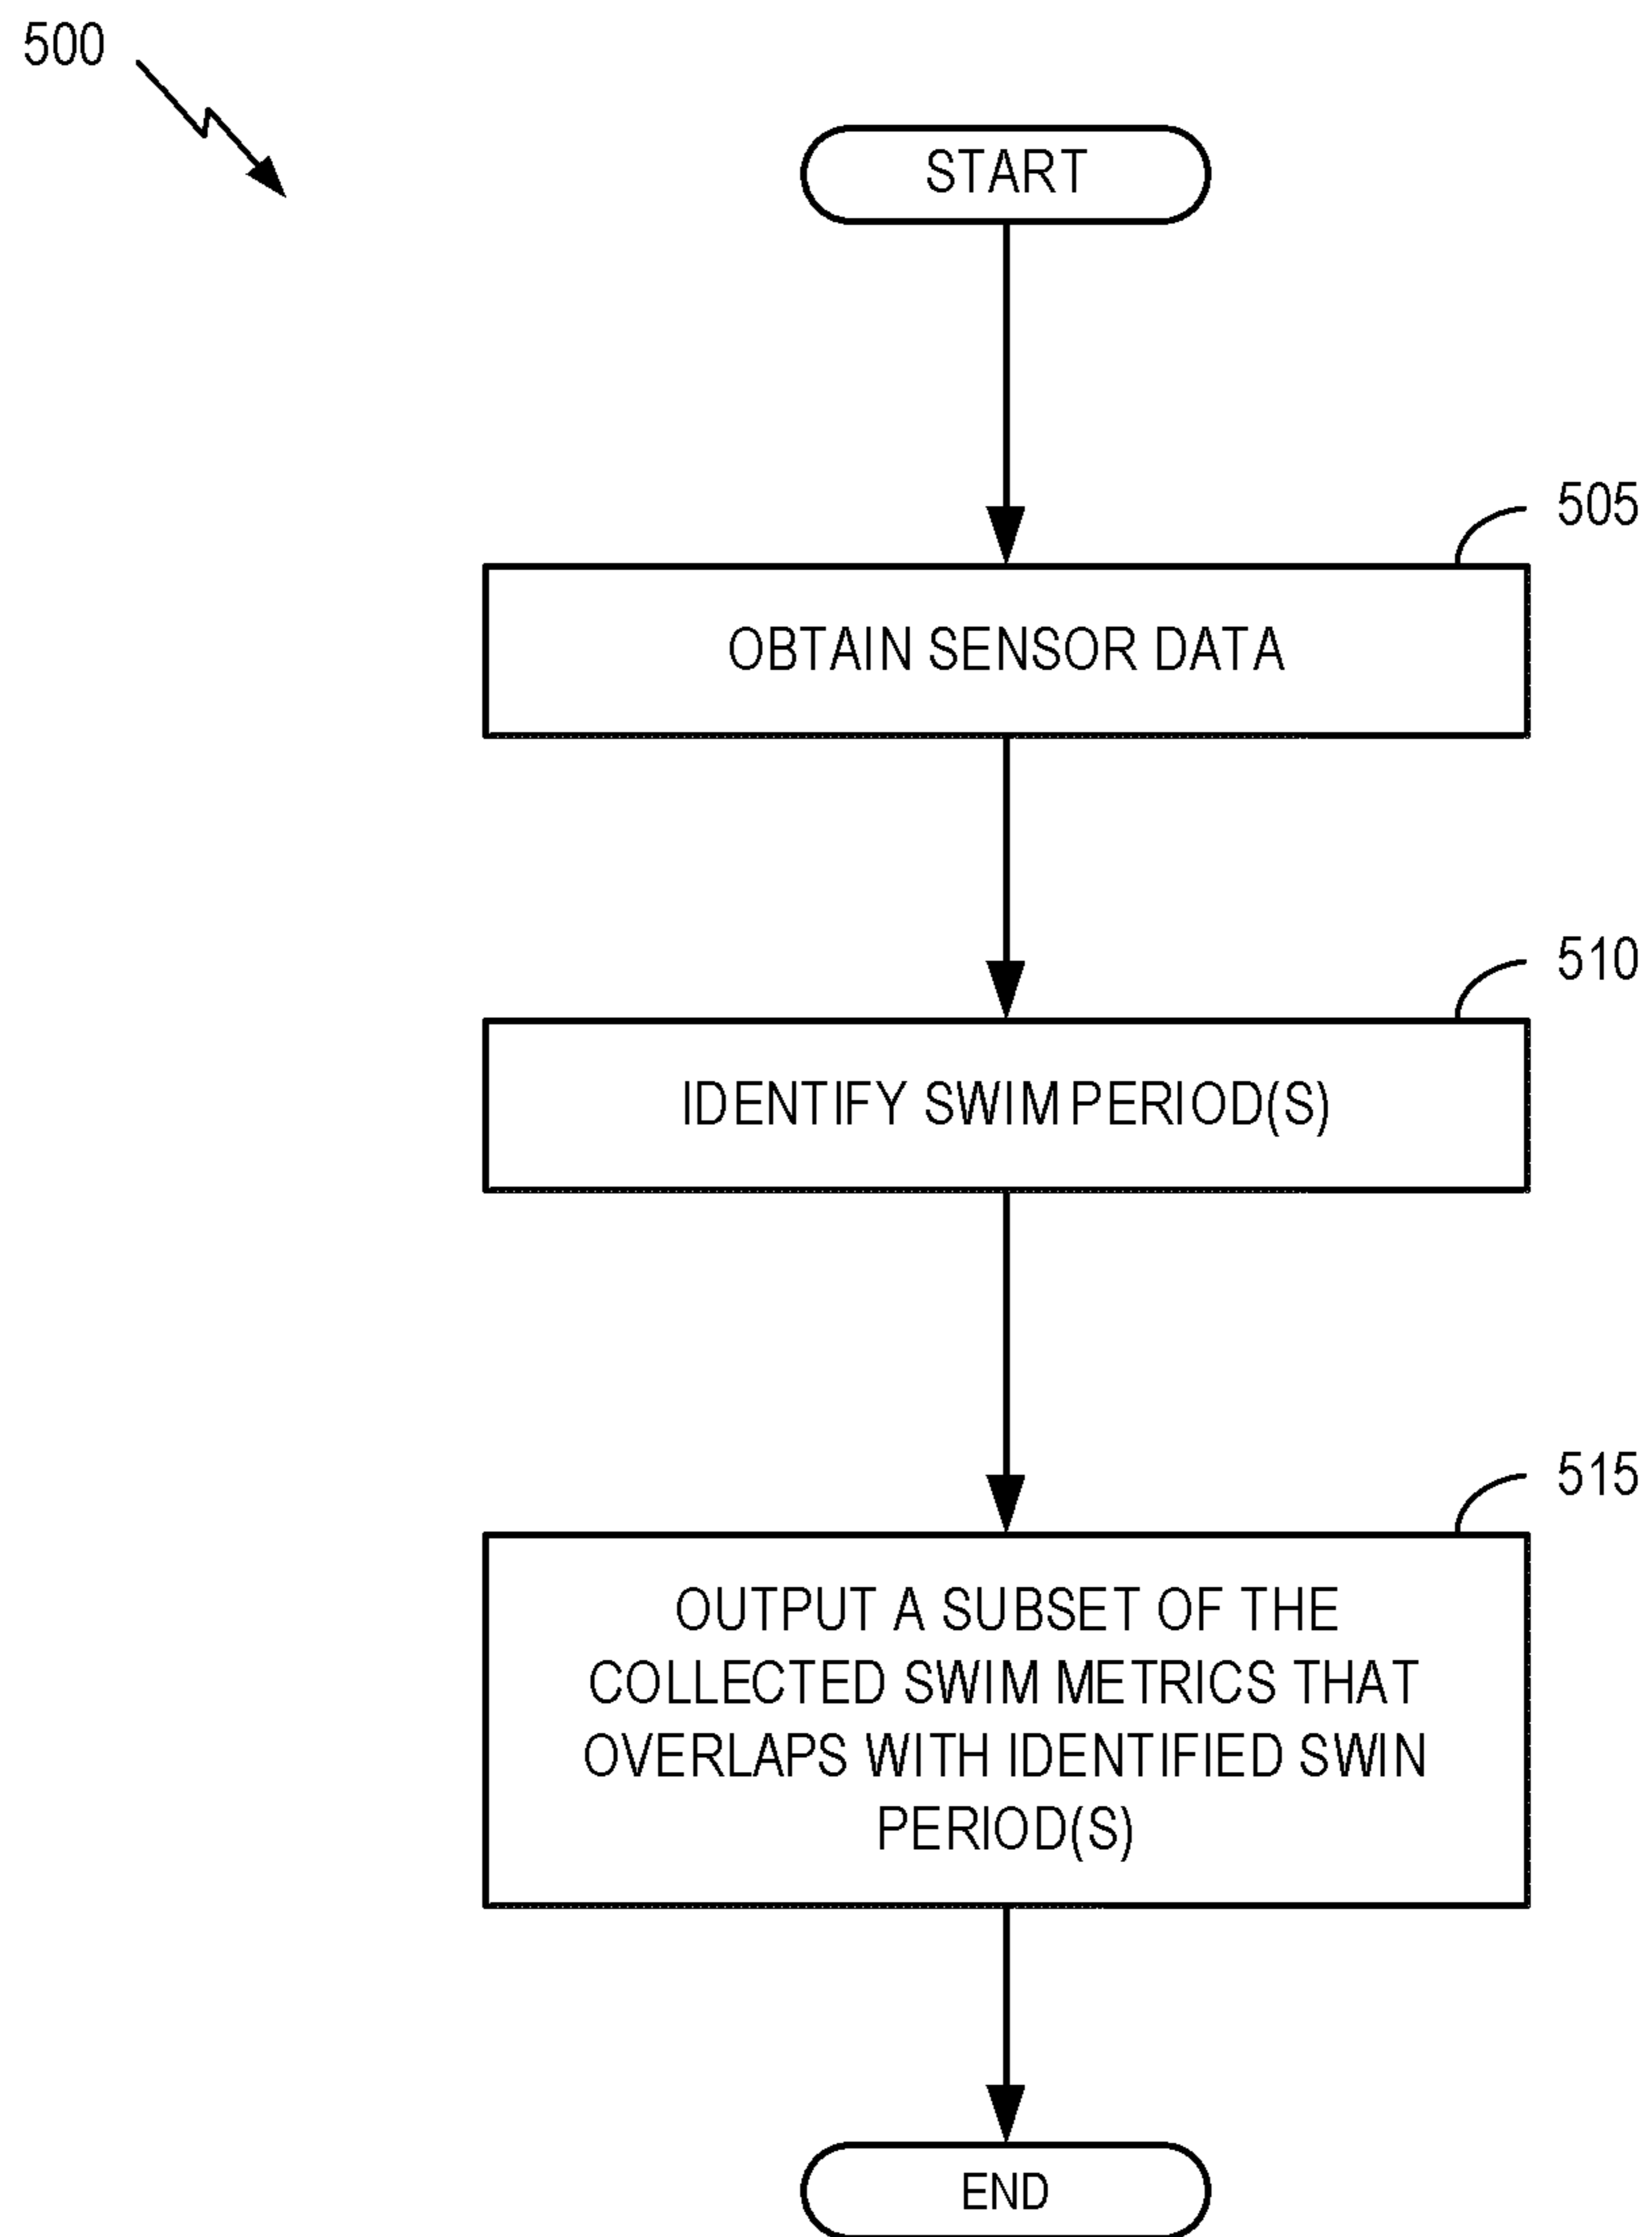 500
START
505
OBTAIN SENSOR DATA
510
IDENTIFY SWIM PERIOD(S)
515
OUTPUT A SUBSET OF THE
COLLECTED SWIM METRICS THAT
OVERLAPS WITH IDENTIFIED SWIN
PERIOD(S)
END